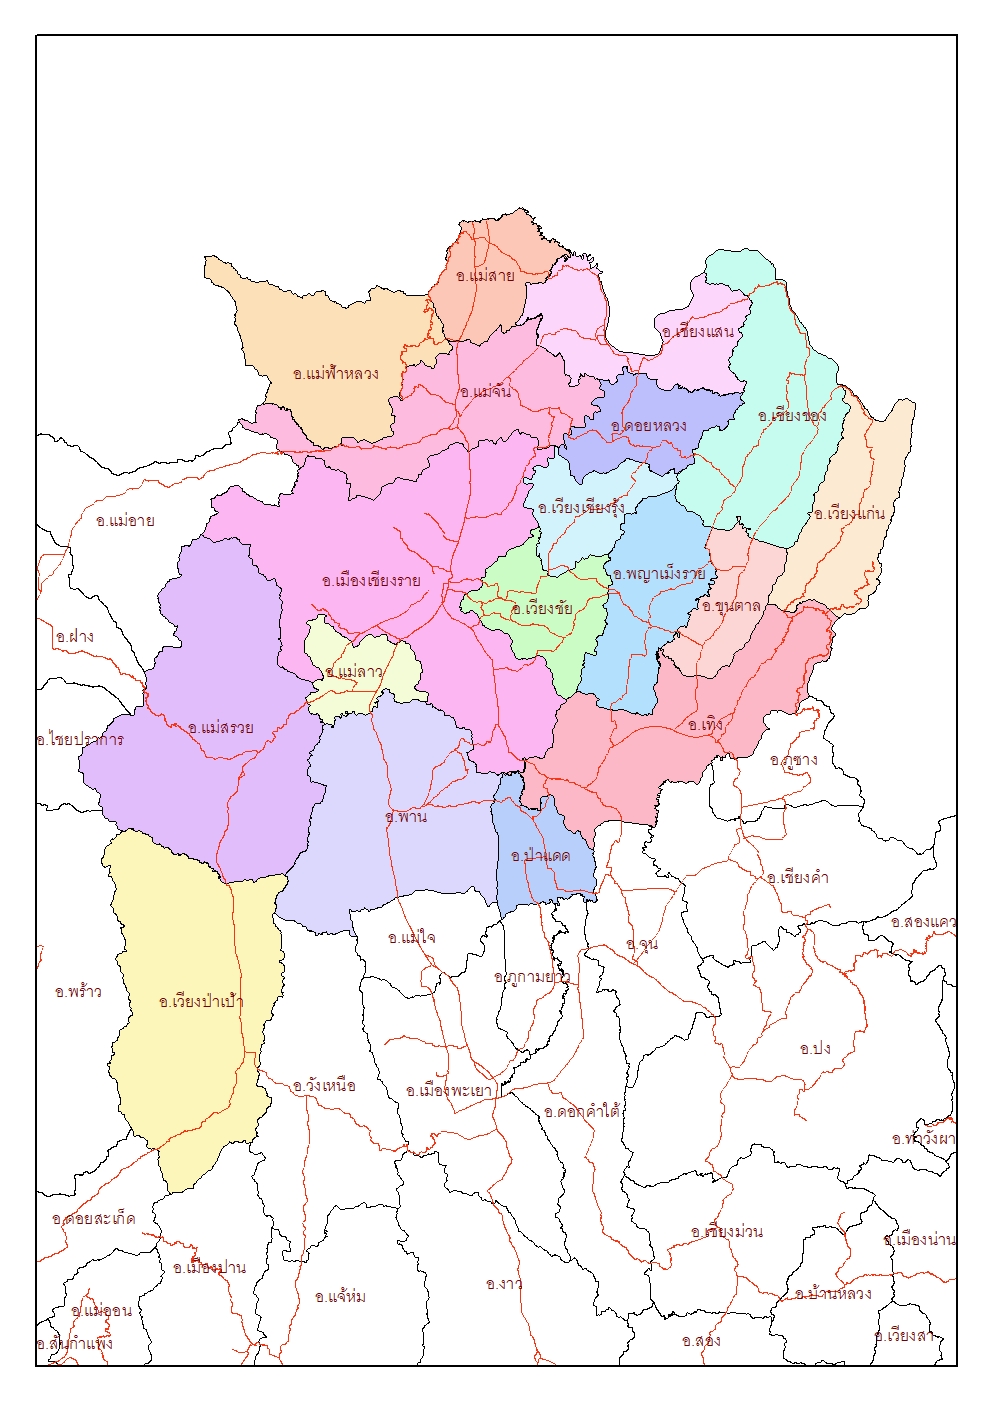 อ.แม่สาย
อ.เชียงแสน
อ.แม่ฟ้าหลวง
อ.แม่จัน
อ.เชียงของ
อ.ดอยหลวง
อ.เวียงเชียงรุ้ง
อ.เวียงแก่น
อ.แม่อาย
อ.เมืองเชียงราย
อ.พญาเม็งราย
อ.เวียงชัย
อ.ขุนตาล
อ.ฝาง
อ.แม่ลาว
อ.แม่สรวย
อ.เทิง
อ.ไชยปราการ
อ.ภูซาง
อ.พาน
อ.ป่าแดด
อ.เชียงคำ
อ.สองแคว
อ.แม่ใจ
อ.จุน
อ.ภูกามยาว
อ.พร้าว
อ.เวียงป่าเป้า
อ.ปง
อ.วังเหนือ
อ.เมืองพะเยา
อ.ดอกคำใต้
อ.ท่าวังผา
อ.ดอยสะเก็ด
อ.เชียงม่วน
อ.เมืองน่าน
อ.เมืองปาน
อ.งาว
อ.แจ้ห่ม
อ.บ้านหลวง
อ.แม่ออน
อ.สันกำแพง
อ.สอง
อ.เวียงสา